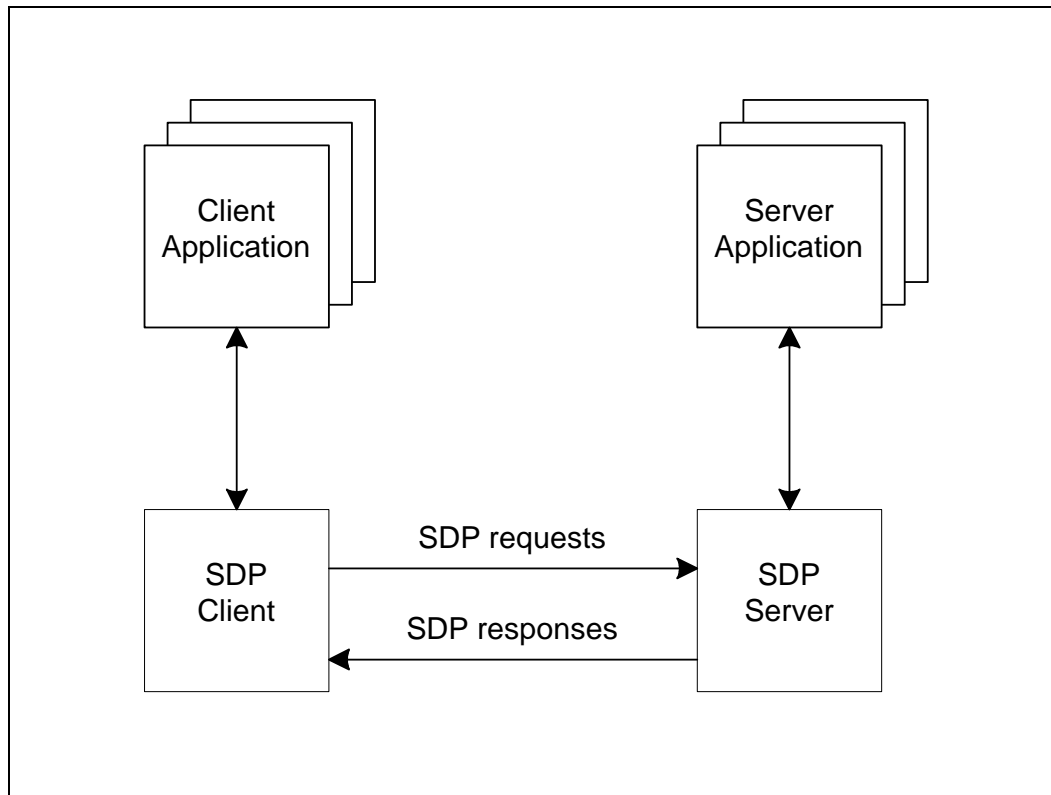 Client
Application
Server
Application
SDP requests
SDP
Client
SDP
Server
SDP responses